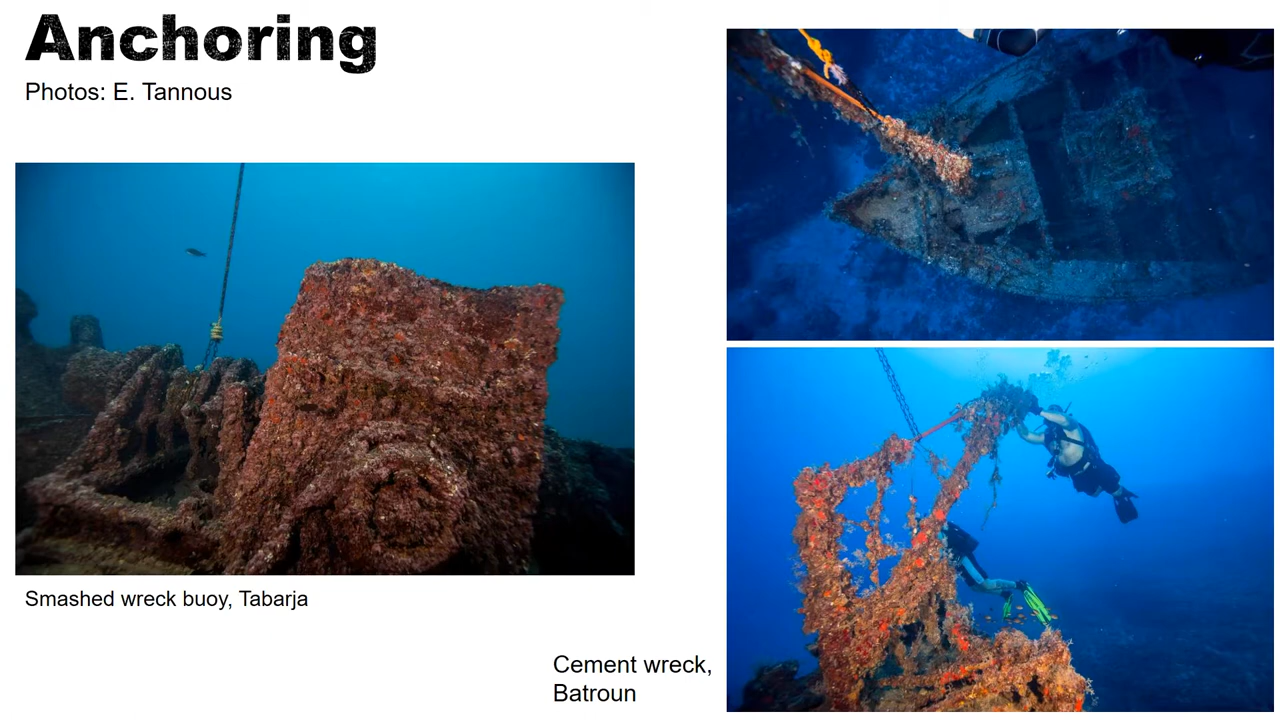 Anchoring
Photos: E. Tannous
Smashed wreck buoy, Tabarja
Cement wreck,
Batroun